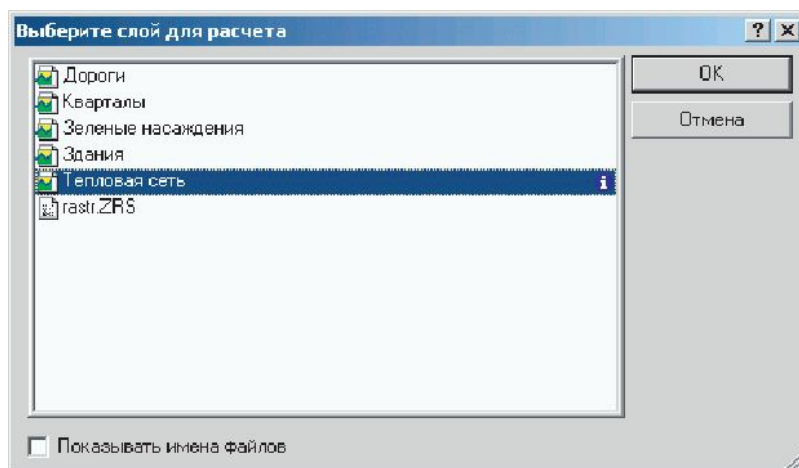 Выберите слой для расчета
Дороги
Кварталы
Зеленые насаждения
Здания
Тепловая сеть
rastr.ZRS
OK
Отмена
Показывать имена файлов